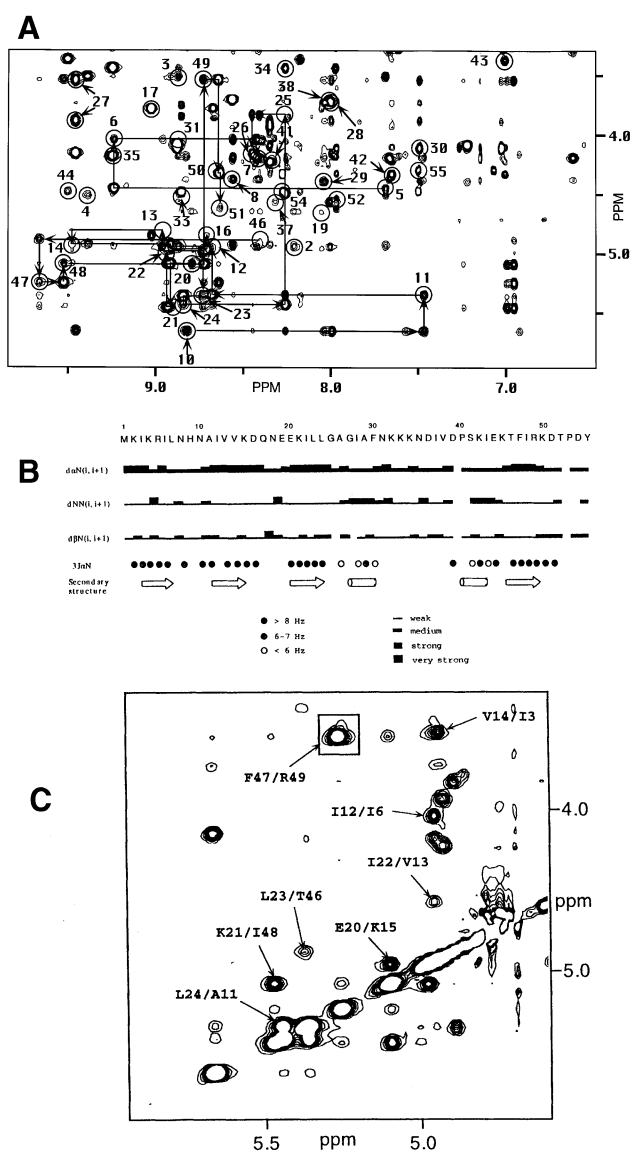 A
3 49 34 43
38
27 17 25 28
6 31 26 41
35 7 42 30
50 29 55
44 8 5
4 33 51 54 52
13 16 46 37 19
14 2
22 12
47 48 20 11
21 24 23
10
4.0
5.0
PPM
9.0 PPM 8.0 7.0
B
1 10 20 30 40 50
MKIKRILNHNAIVVKDQNEEKILLGAGIAFNKKKNDIVDPSKIEKTFIRKDTPDY
dαN(i, i+1)
dNN(i, i+1)
dβN(i, i+1)
3JαN
Secondary
structure
> 8 Hz weak
6-7 Hz medium
< 6 Hz strong
very strong
C
V14/I3
F47/R49
I12/I6
I22/V13
L23/T46
K21/I48 E20/K15
L24/A11
4.0
ppm
5.0
5.5 ppm 5.0